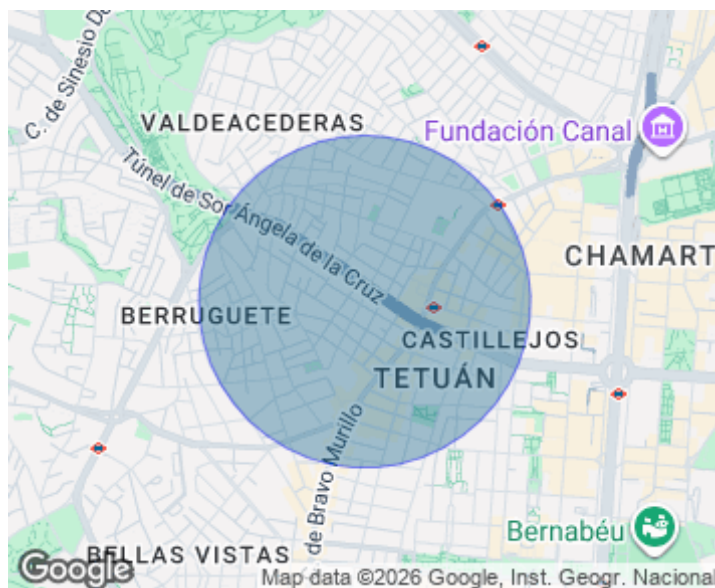 C. de Sinesio De
VALDEACEDERAS
Fundación Canal
Túnel de Sor Ángela de la Cruz
CHAMART
BERRUGUETE
CASTILLEJOS
TETUÁN
de Bravo Murillo
Bernabéu
BELLAS VISTAS
Google
Map data ©2026 Google, Inst. Geogr. Nacional